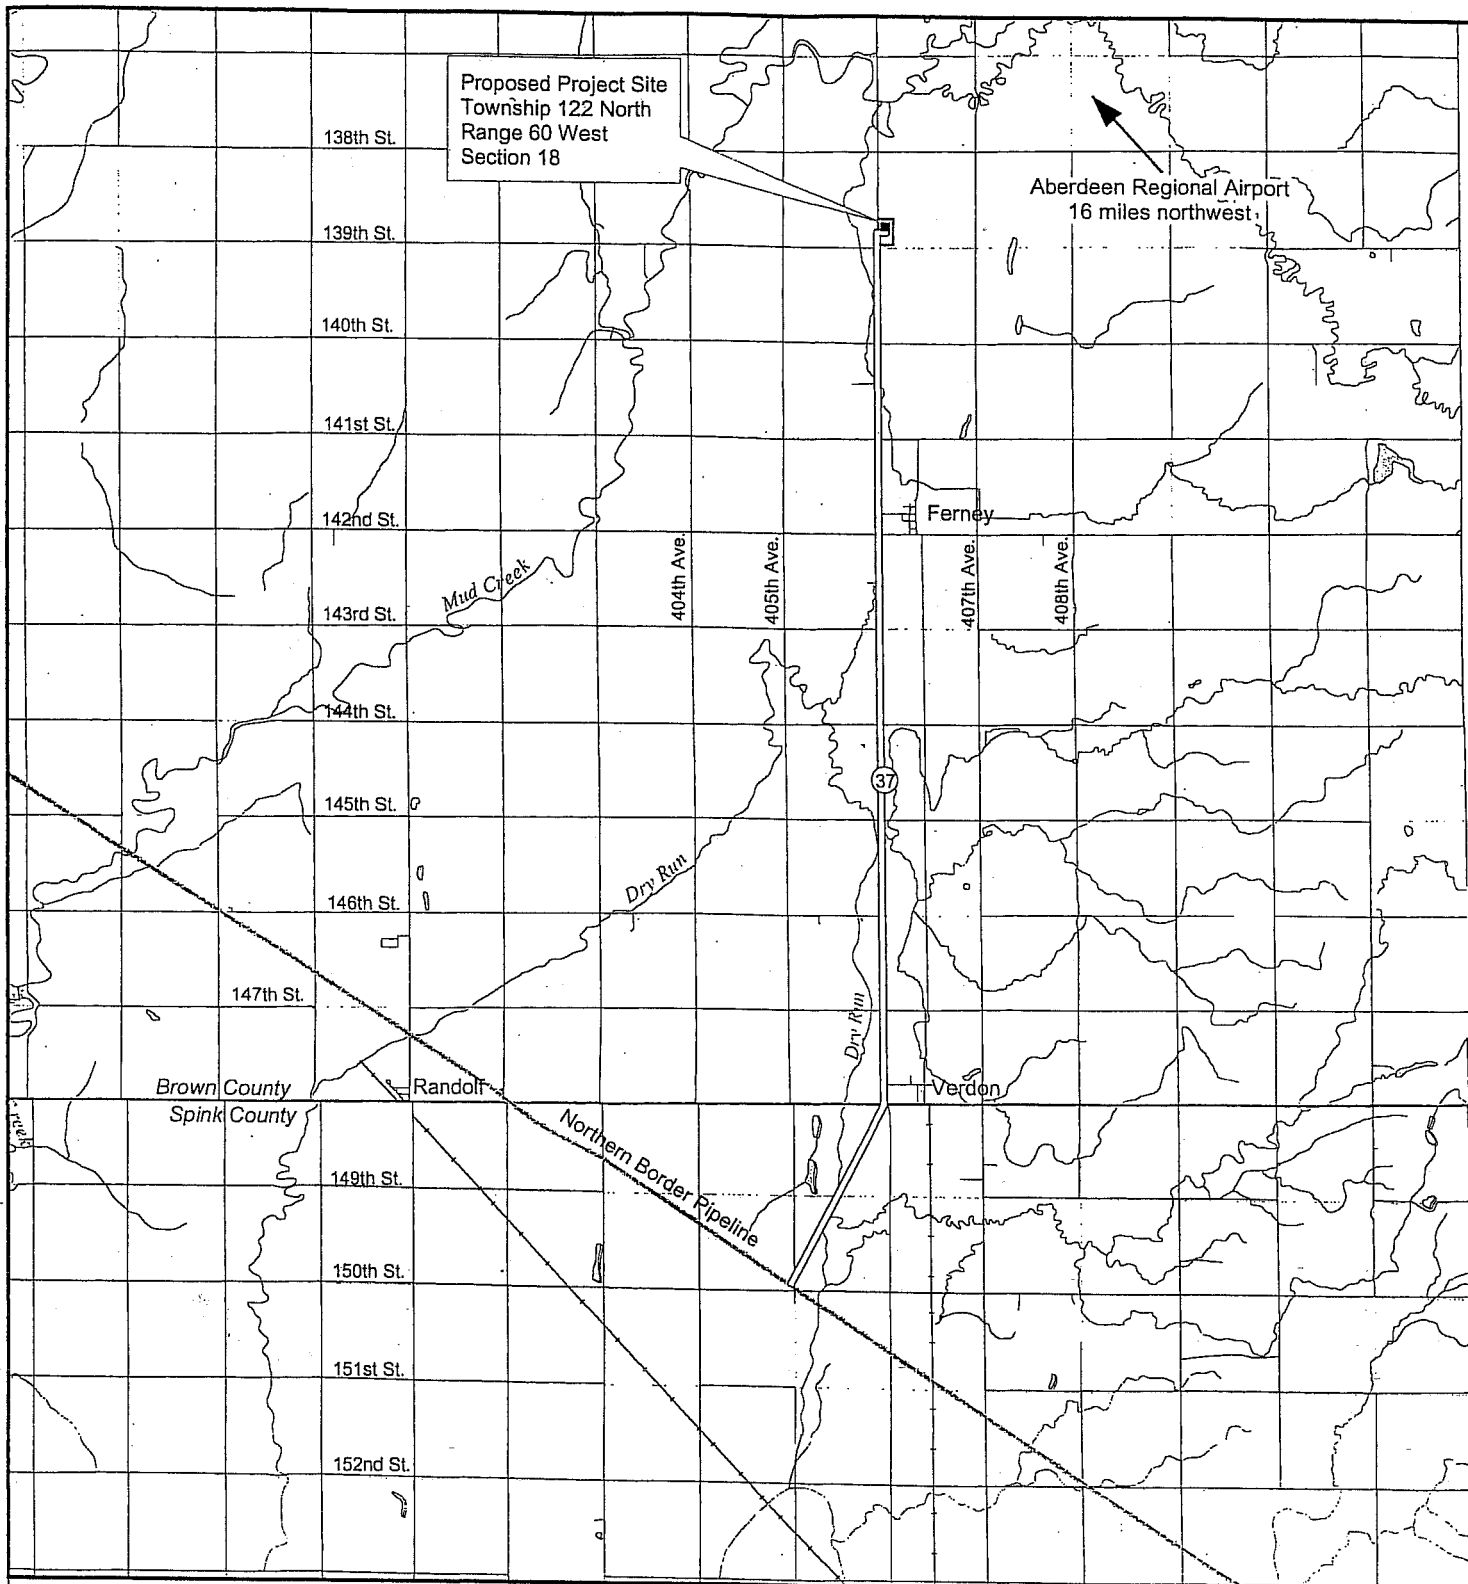 Proposed Project Site
Township 122 North
Range 60 West
Section 18
138th St.
Aberdeen Regional Airport
16 miles northwest
139th St.
140th St.
141st St.
142nd St.
Ferney
404th Ave.
405th Ave.
407th Ave.
408th Ave.
Mud Creek
143rd St.
144th St.
37
145th St.
Dry Run
146th St.
147th St.
Dry Run
Brown County
Randolf
Verdon
Spink County
Northern Border Pipeline
149th St.
150th St.
151st St.
152nd St.